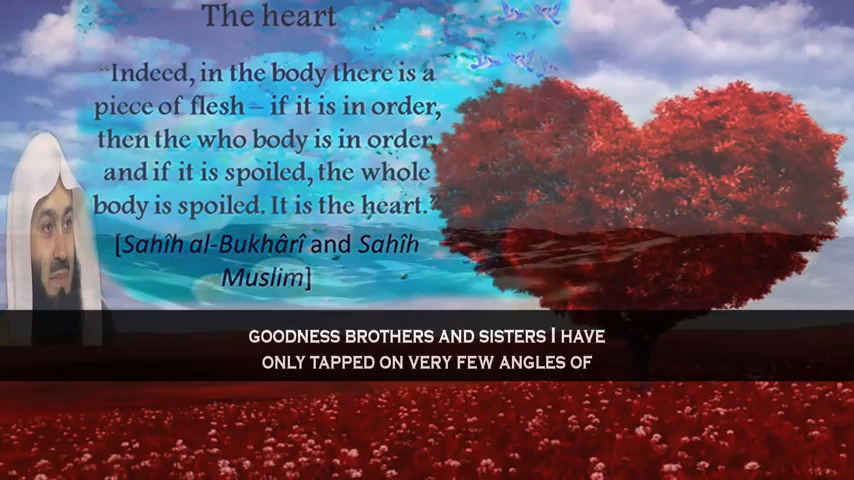 The heart
"Indeed, in the body there is a
piece of flesh – if it is in order,
then the who body is in order,
and if it is spoiled, the whole
body is spoiled. It is the heart."
[Sahîh al-Bukhârî and Sahîh
Muslim]
GOODNESS BROTHERS AND SISTERS I HAVE
ONLY TAPPED ON VERY FEW ANGLES OF